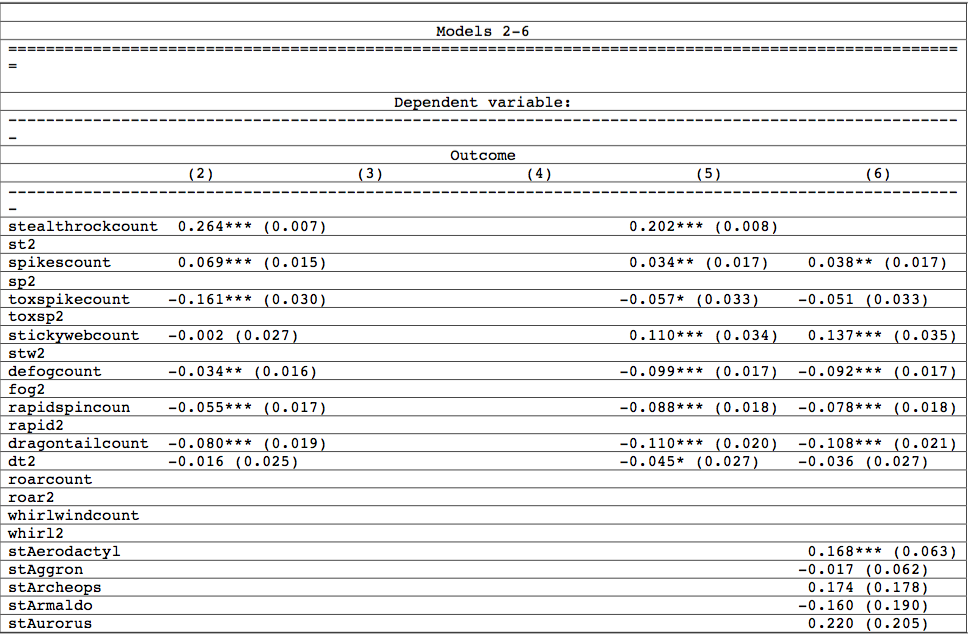 Models 2-6
==============================================================================================
=
Dependent variable:
----------------------------------------------------------------------------------------------
-
Outcome
(2) (3) (4) (5) (6)
----------------------------------------------------------------------------------------------
-
stealthrockcount 0.264*** (0.007) 0.202*** (0.008)
st2
spikescount 0.069*** (0.015) 0.034** (0.017) 0.038** (0.017)
sp2
toxspikecount -0.161*** (0.030) -0.057* (0.033) -0.051 (0.033)
toxsp2
stickywebcount -0.002 (0.027) 0.110*** (0.034) 0.137*** (0.035)
stw2
defogcount -0.034** (0.016) -0.099*** (0.017) -0.092*** (0.017)
fog2
rapidspincoun -0.055*** (0.017) -0.088*** (0.018) -0.078*** (0.018)
rapid2
dragontailcount -0.080*** (0.019) -0.110*** (0.020) -0.108*** (0.021)
dt2 -0.016 (0.025) -0.045* (0.027) -0.036 (0.027)
roarcount
roar2
whirlwindcount
whirl2
stAerodactyl 0.168*** (0.063)
stAggron -0.017 (0.062)
stArcheops 0.174 (0.178)
stArmaldo -0.160 (0.190)
stAurorus 0.220 (0.205)